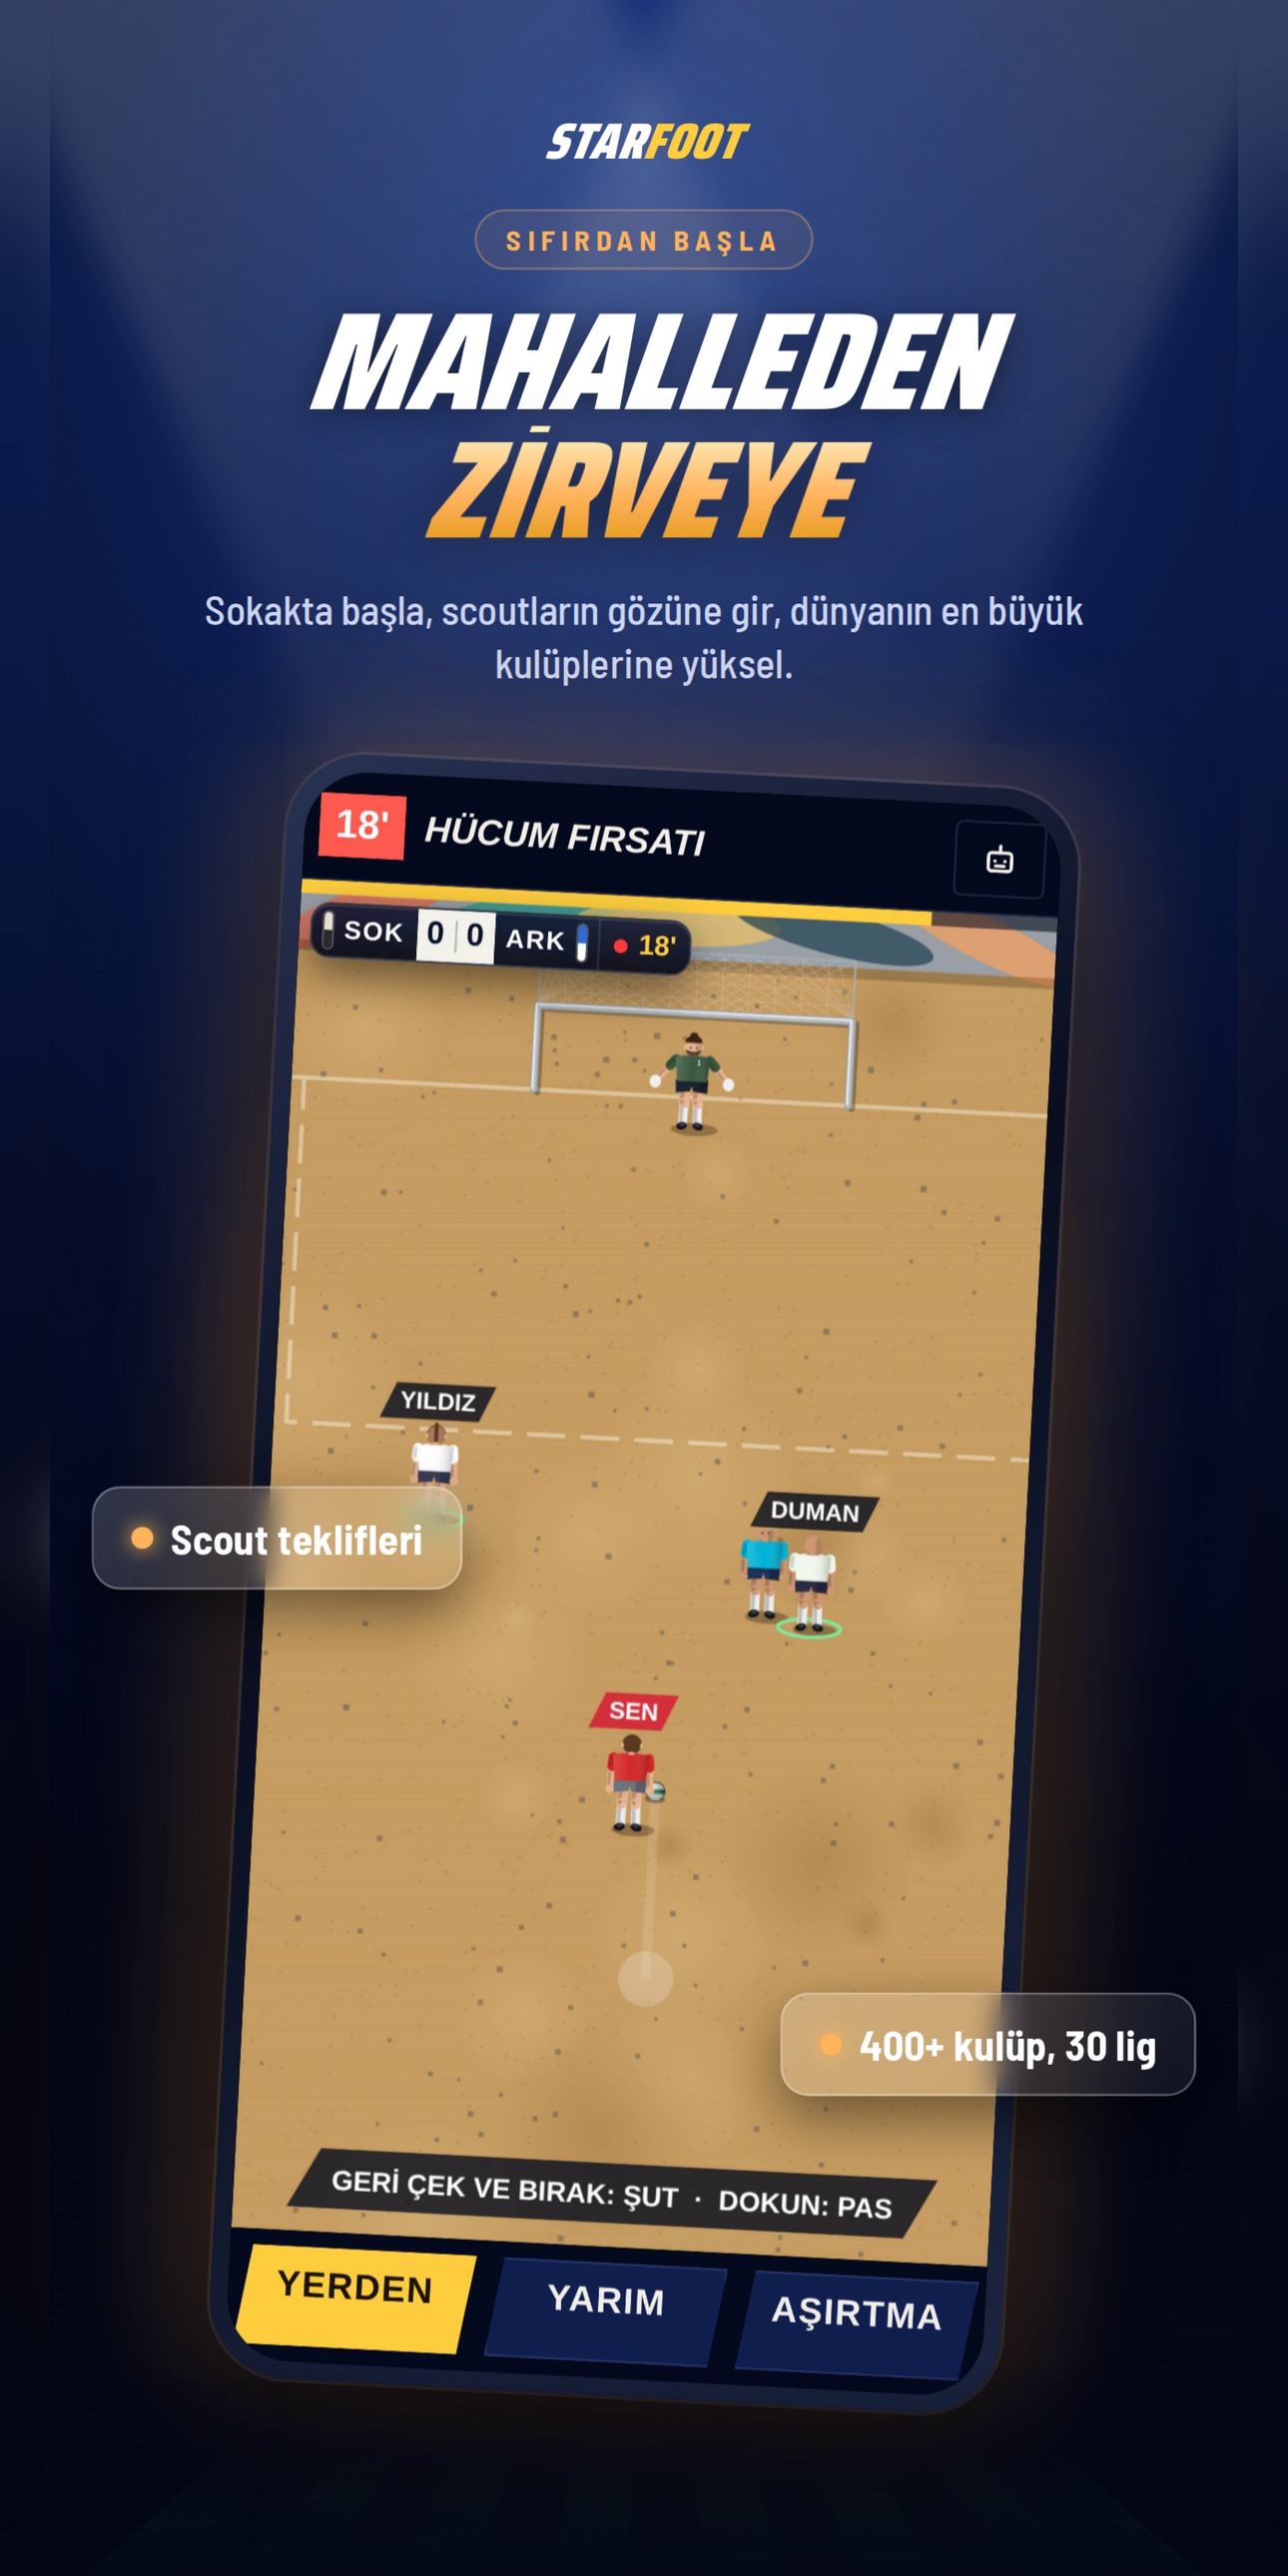 STARFOOT
SIFIRDAN BAŞLA
MAHALLEDEN
ZİRVEYE
Sokakta başla, scoutların gözüne gir, dünyanın en büyük
kulüplerine yüksel.
18' HÜCUM FIRSATI
SOK 0 0 ARK 18'
1
YILDIZ
DUMAN
Scout teklifleri
SEN
400+ kulüp, 30 lig
GERİ ÇEK VE BIRAK: ŞUT · DOKUN: PAS
YERDEN YARIM AŞIRTMA